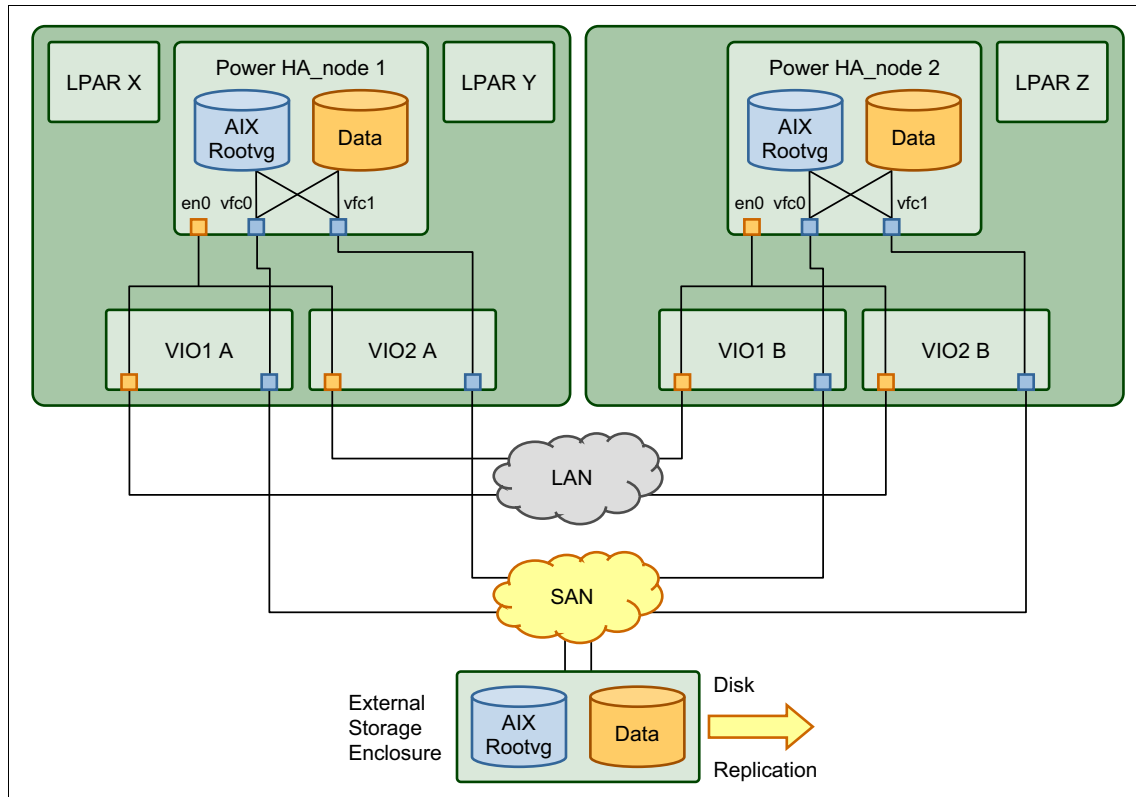 LPAR X
Power HA_node 1
LPAR Y
AIX
Rootvg
Data
en0
vfc0
vfc1
VIO1 A
VIO2 A
Power HA_node 2
LPAR Z
AIX
Rootvg
Data
en0
vfc0
vfc1
VIO1 B
VIO2 B
LAN
SAN
External
Storage
Enclosure
AIX
Rootvg
Data
Disk
Replication